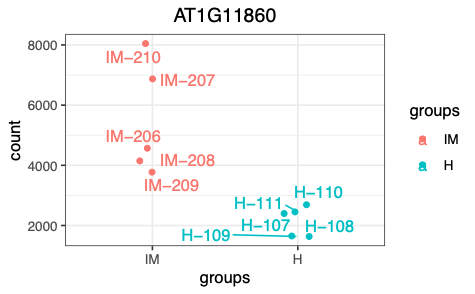 AT1G11860
count
8000
6000
4000
2000
IM−210
IM−207
IM−206
IM−208
IM−209
H−110
H−111
H−107
H−108
H−109
IM
H
groups
groups
a IM
a H